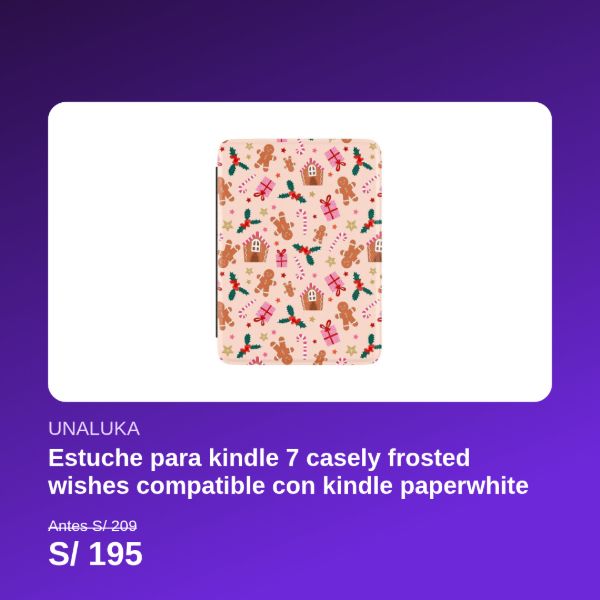 UNALUKA
Estuche para kindle 7 casely frosted
wishes compatible con kindle paperwhite
Antes S/ 209
S/ 195